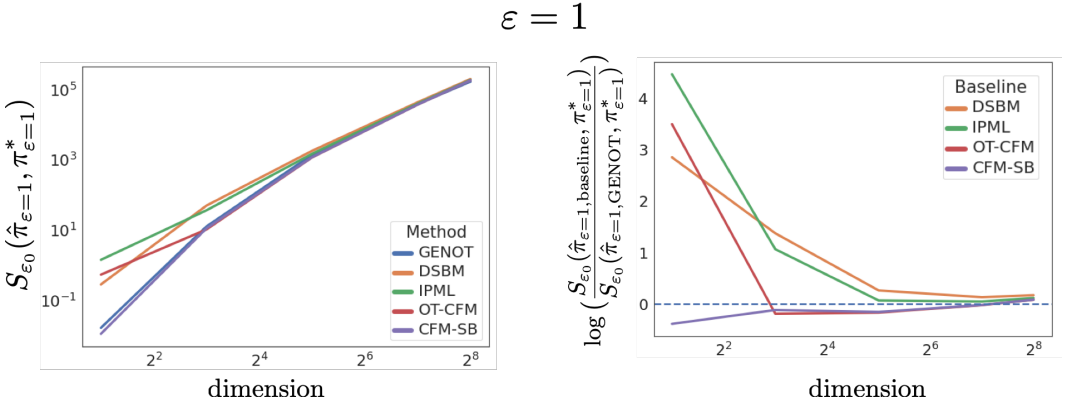 ε = 1
S_{ε_0}(π̂_{ε=1}, π*_{ε=1})
10^5
10^3
10^1
10^{−1}
2^2
2^4
2^6
2^8
dimension
Method
GENOT
DSBM
IPML
OT-CFM
CFM-SB
log(S_{ε_0}(π̂_{ε=1,baseline}, π*_{ε=1}) / S_{ε_0}(π̂_{ε=1,GENOT}, π*_{ε=1}))
4
3
2
1
0
2^2
2^4
2^6
2^8
dimension
Baseline
DSBM
IPML
OT-CFM
CFM-SB